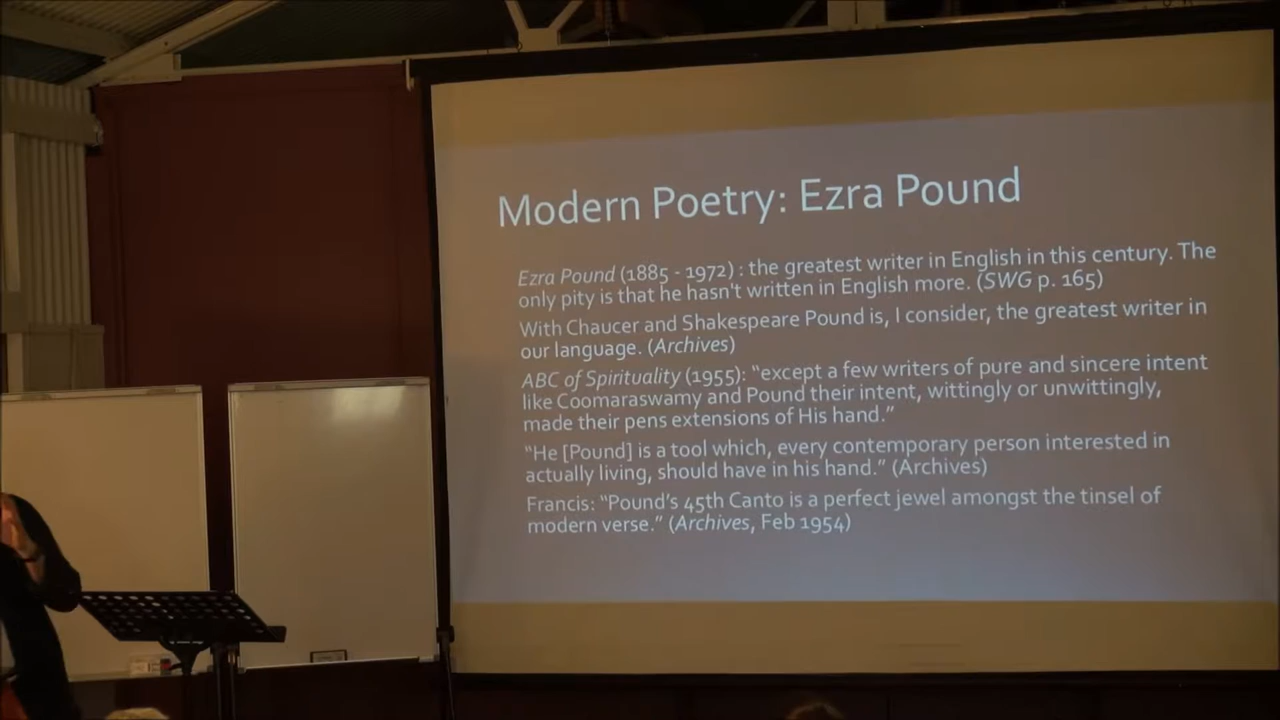 Modern Poetry: Ezra Pound
Ezra Pound (1885 - 1972) : the greatest writer in English in this century. The
only pity is that he hasn't written in English more. (SWG p. 165)
With Chaucer and Shakespeare Pound is, I consider, the greatest writer in
our language. (Archives)
ABC of Spirituality (1955): “except a few writers of pure and sincere intent
like Coomaraswamy and Pound their intent, wittingly or unwittingly,
made their pens extensions of His hand.”
“He [Pound] is a tool which, every contemporary person interested in
actually living, should have in his hand.” (Archives)
Francis: “Pound's 45th Canto is a perfect jewel amongst the tinsel of
modern verse.” (Archives, Feb 1954)